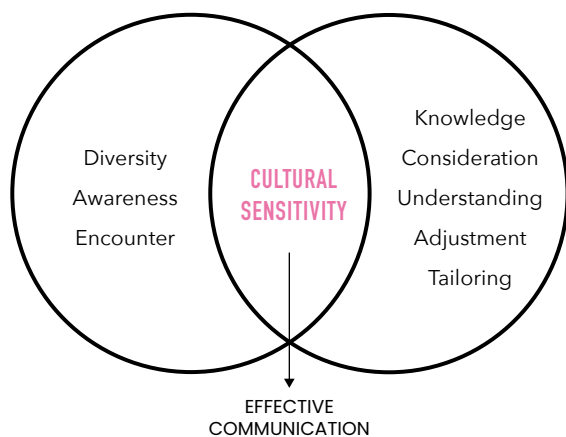 Diversity
Awareness
Encounter
CULTURAL
SENSITIVITY
Knowledge
Consideration
Understanding
Adjustment
Tailoring
EFFECTIVE
COMMUNICATION